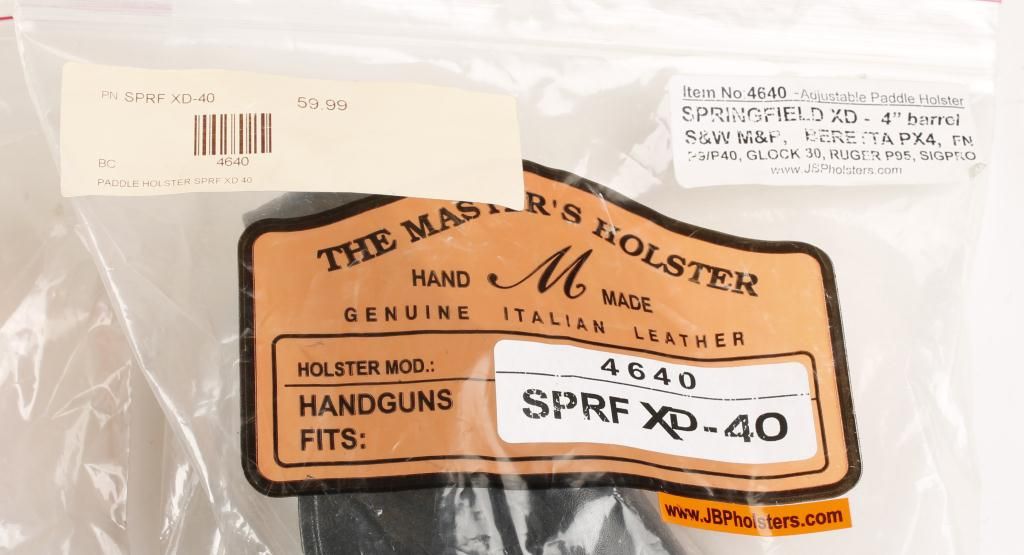 PN SPRF XD-40 59.99
BC 4640
PADDLE HOLSTER SPRF XD 40
Item No:4640 -Adjustable Paddle Holster
SPRINGFIELD XD - 4" barrel
S&W M&P, BERETTA PX4, FN
P9/P40, GLOCK 30, RUGER P95, SIGPRO
www.JSPholsters.com
THE MASTER'S HOLSTER
HAND M MADE
GENUINE ITALIAN LEATHER
HOLSTER MOD.: 4640
HANDGUNS
FITS: SPRF XD-40
www.JBPholsters.com